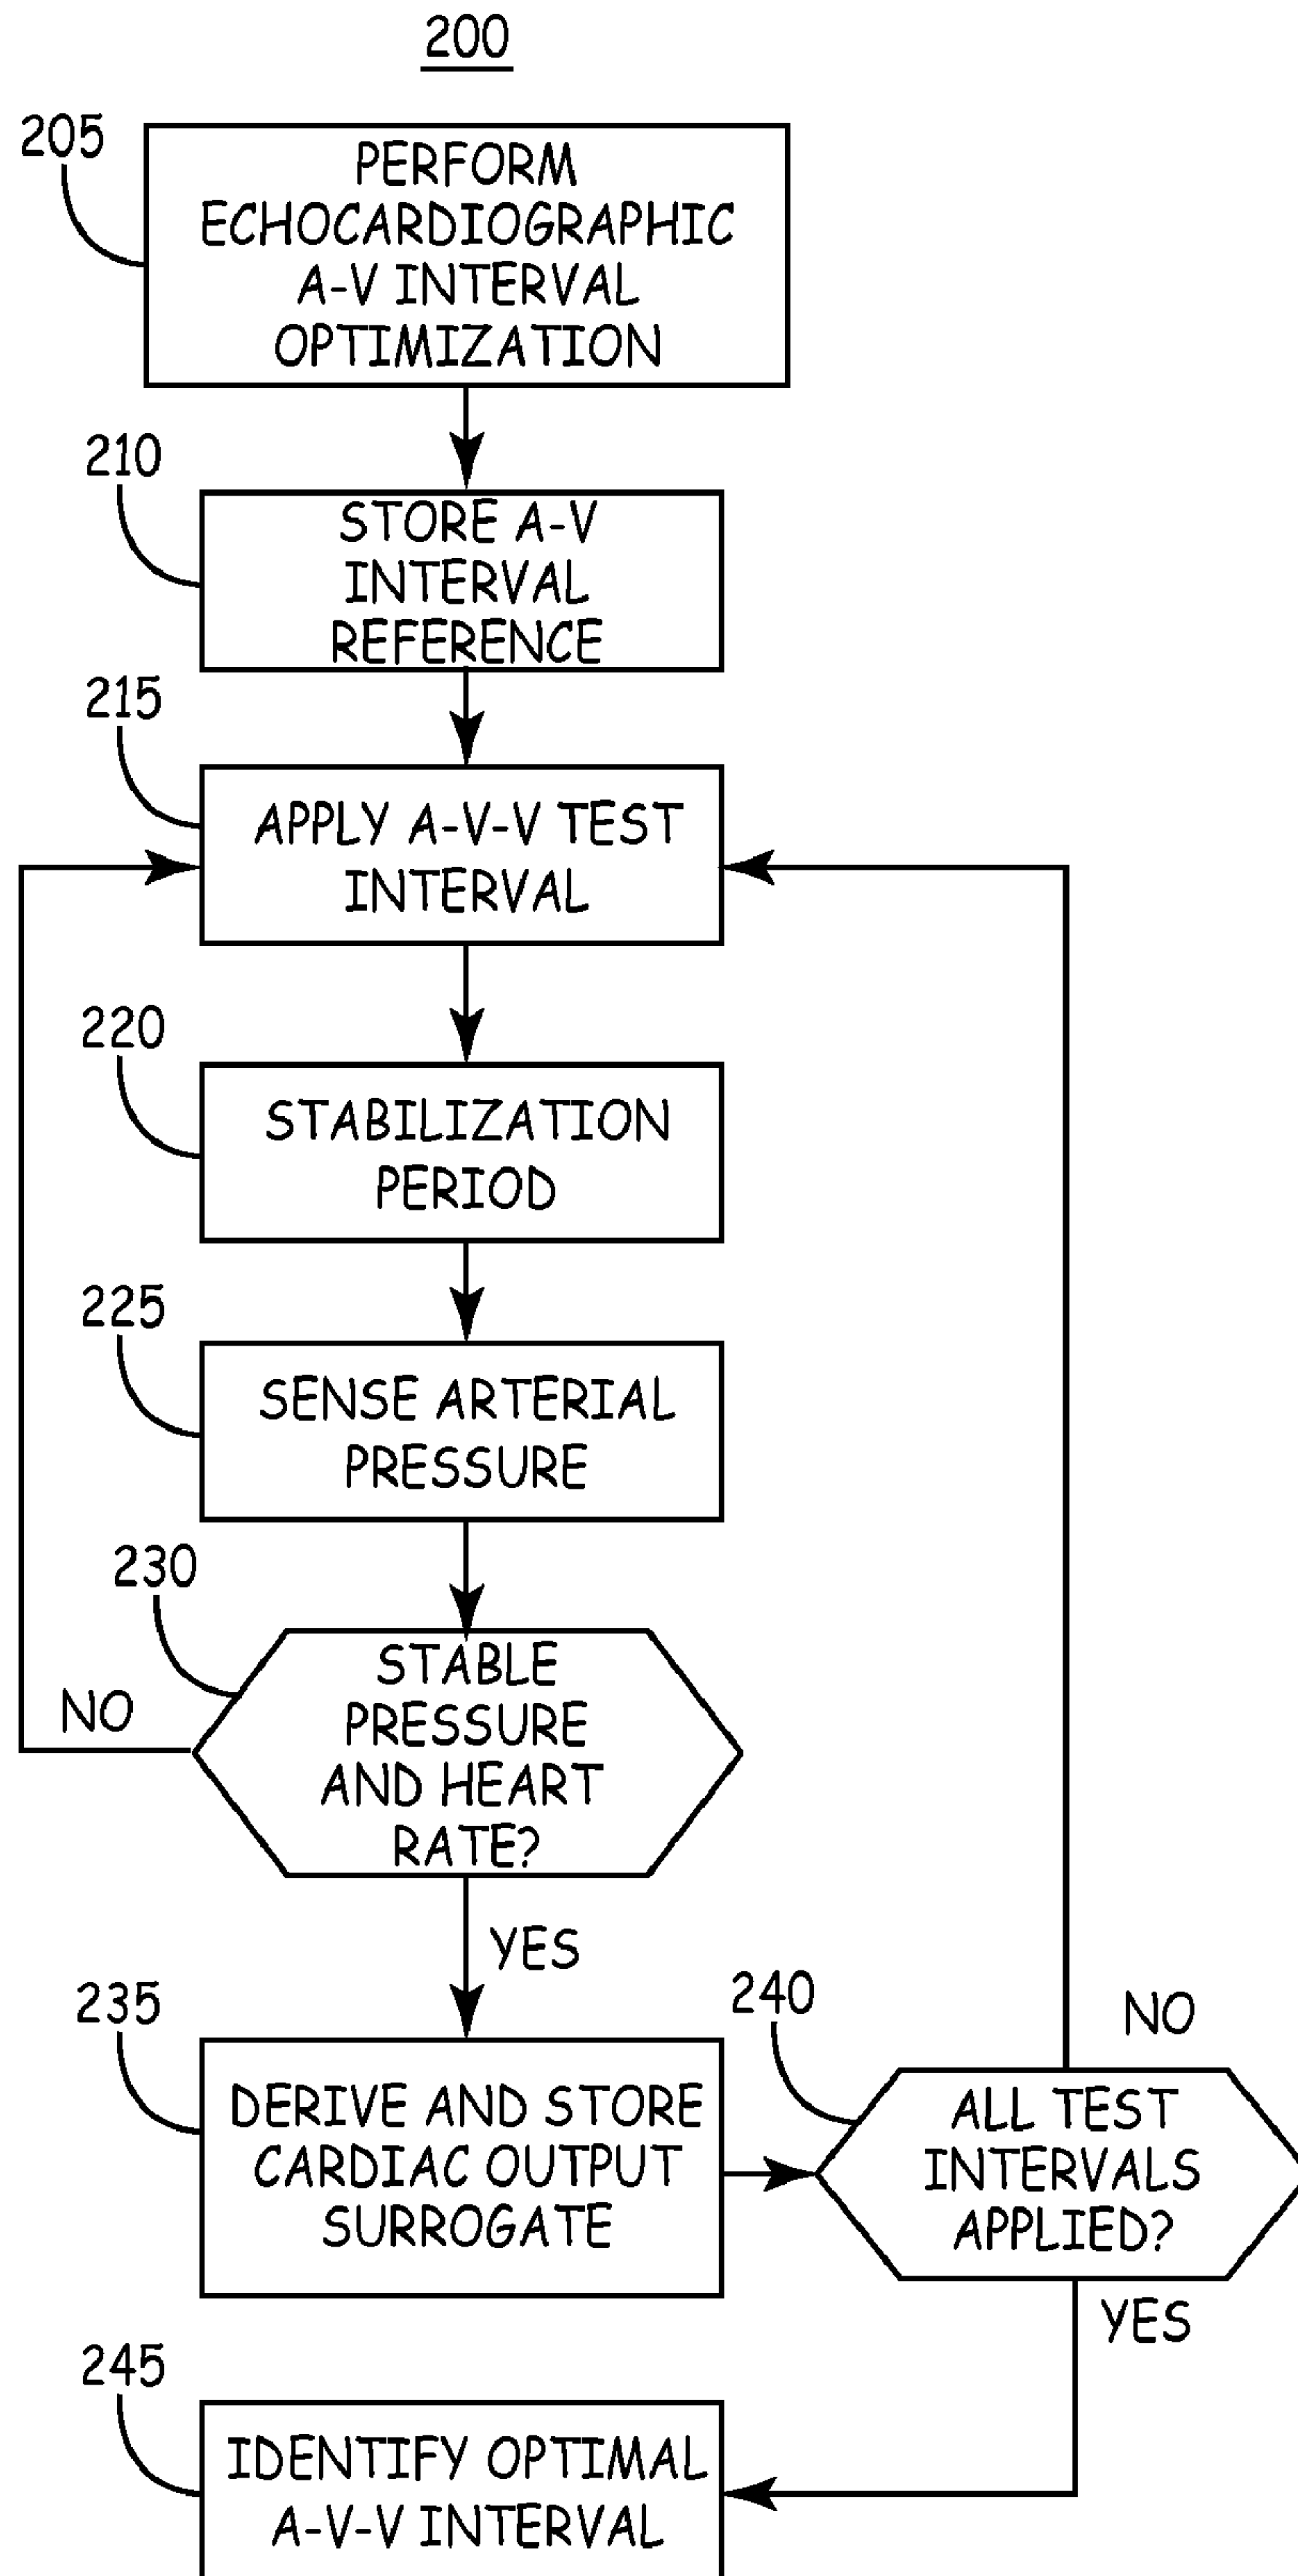 200
205
PERFORM
ECHOCARDIOGRAPHIC
A-V INTERVAL
OPTIMIZATION
210
STORE A-V
INTERVAL
REFERENCE
215
APPLY A-V-V TEST
INTERVAL
220
STABILIZATION
PERIOD
225
SENSE ARTERIAL
PRESSURE
230
STABLE
PRESSURE
AND HEART
RATE?
NO
YES
235
DERIVE AND STORE
CARDIAC OUTPUT
SURROGATE
240
NO
ALL TEST
INTERVALS
APPLIED?
YES
245
IDENTIFY OPTIMAL
A-V-V INTERVAL